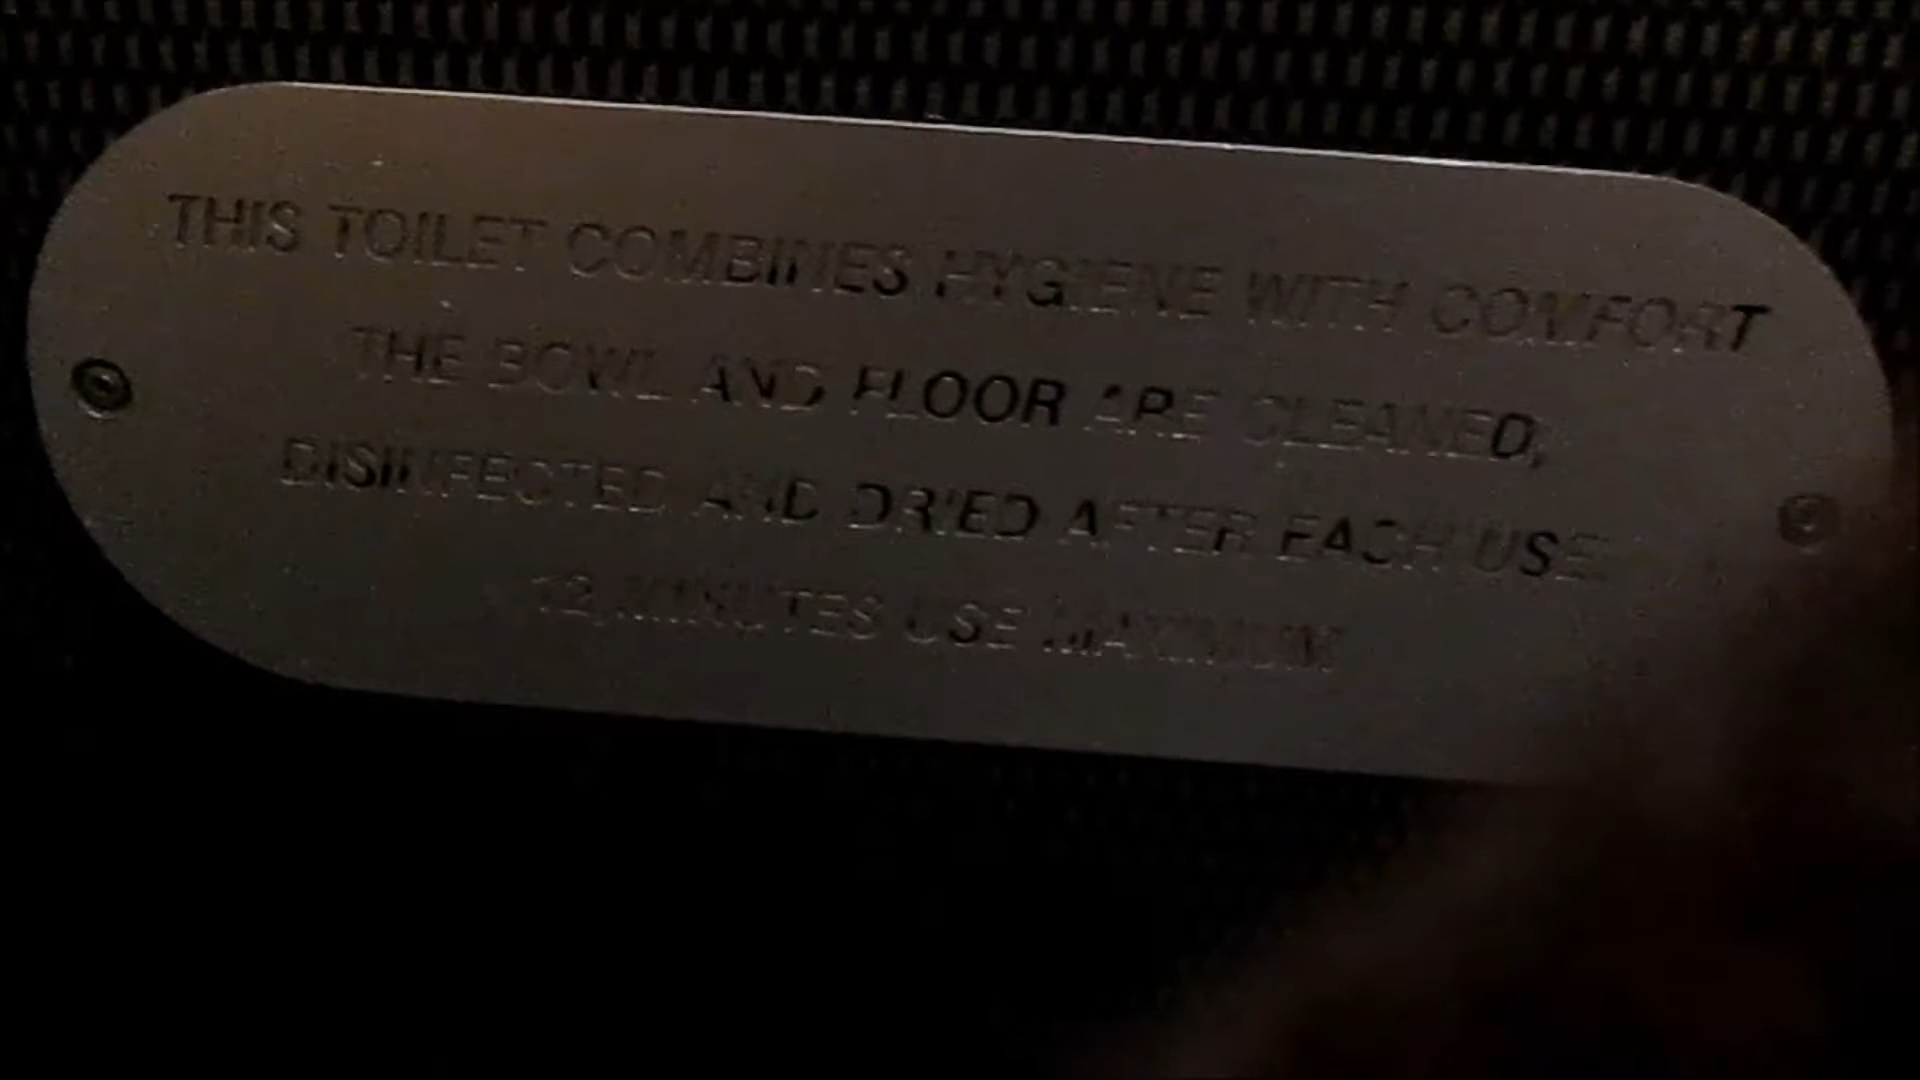 THIS TOILET COMBINES HYGIENE WITH COMFORT
THE BOWL AND FLOOR ARE CLEANED,
DISINFECTED AND DRIED AFTER EACH USE
12 MINUTES USE MAXIMUM